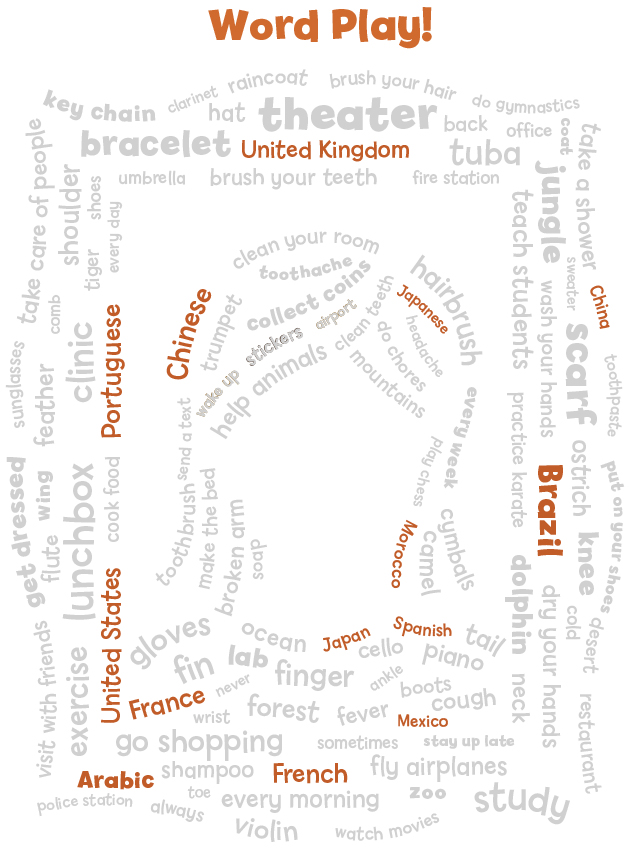 Word Play!
key chain
clarinet
raincoat
brush your hair
do gymnastics
hat
theater
back
office
coat
bracelet
United Kingdom
tuba
umbrella
brush your teeth
fire station
take care of people
shoulder
shoes
every day
tiger
comb
take a shower
jungle
teach students
sweater
China
wash your hands
scarf
toothpaste
clean your room
toothache
collect coins
hairbrush
Japanese
headache
Chinese
trumpet
stickers
airport
clean teeth
do chores
mountains
wake up
help animals
Portuguese
clinic
sunglasses
feather
send a text
every week
play chess
practice karate
ostrich
put on your shoes
get dressed
wing
flute
lunchbox
cook food
toothbrush
make the bed
broken arm
soap
Morocco
camel
cymbals
Brazil
knee
dolphin
dry your hands
cold
desert
United States
visit with friends
exercise
gloves
ocean
Japan
Spanish
cello
tail
piano
fin
lab
finger
ankle
never
boots
cough
neck
restaurant
France
wrist
forest
fever
Mexico
go shopping
sometimes
stay up late
Arabic
shampoo
French
fly airplanes
police station
always
toe
every morning
zoo
study
violin
watch movies